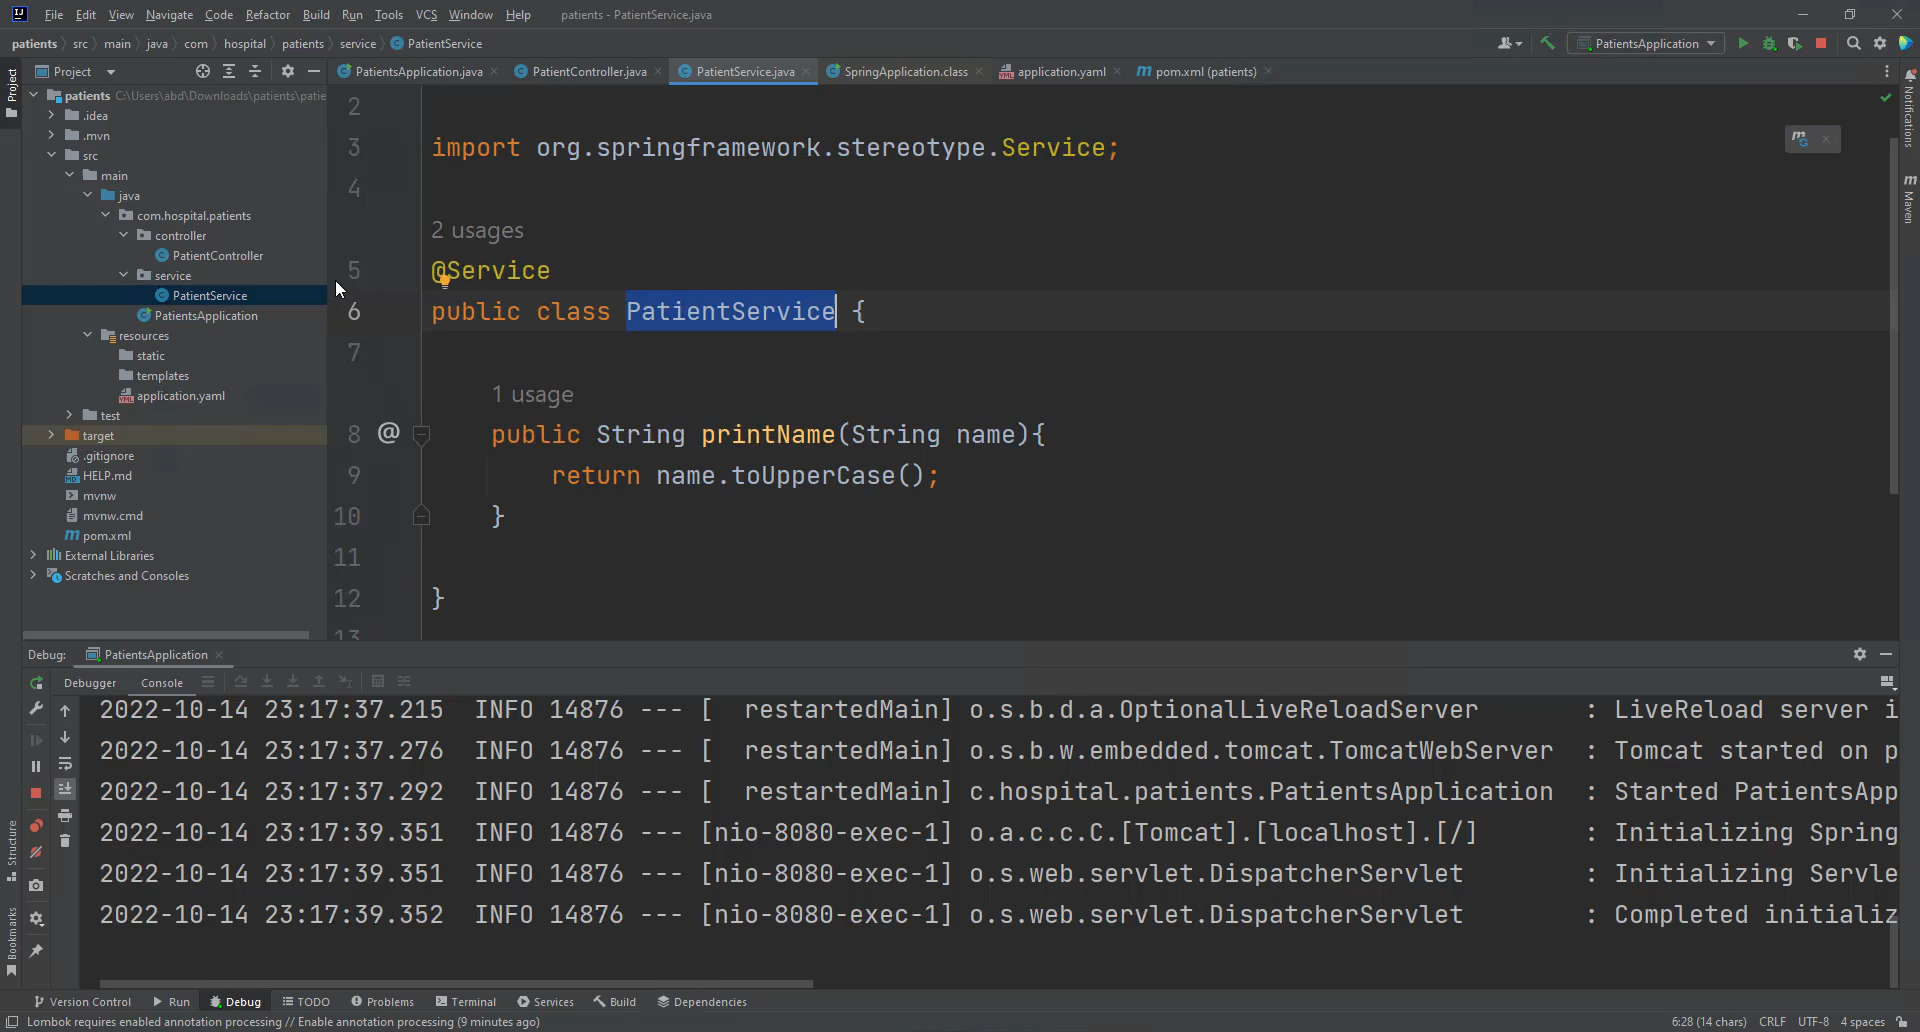 File Edit View Navigate Code Refactor Build Run Tools VCS Window Help patients - PatientService.java
patients src main java com hospital patients service PatientService PatientsApplication
Project
PatientsApplication.java PatientController.java PatientService.java SpringApplication.class application.yaml pom.xml (patients)
Project
patients C:\Users\abd\Downloads\patients\patie
.idea
.mvn
src
main
java
com.hospital.patients
controller
PatientController
service
PatientService
PatientsApplication
resources
static
templates
application.yaml
test
target
.gitignore
HELP.md
mvnw
mvnw.cmd
pom.xml
External Libraries
Scratches and Consoles
2
3 import org.springframework.stereotype.Service;
4
2 usages
5 @Service
6 public class PatientService {
7
1 usage
8 @ public String printName(String name){
9 return name.toUpperCase();
10 }
11
12 }
13
Notifications
Maven
Debug: PatientsApplication
Debugger Console
2022-10-14 23:17:37.215 INFO 14876 --- [ restartedMain] o.s.b.d.a.OptionalLiveReloadServer : LiveReload server i
2022-10-14 23:17:37.276 INFO 14876 --- [ restartedMain] o.s.b.w.embedded.tomcat.TomcatWebServer : Tomcat started on p
2022-10-14 23:17:37.292 INFO 14876 --- [ restartedMain] c.hospital.patients.PatientsApplication : Started PatientsApp
2022-10-14 23:17:39.351 INFO 14876 --- [nio-8080-exec-1] o.a.c.c.C.[Tomcat].[localhost].[/] : Initializing Spring
2022-10-14 23:17:39.351 INFO 14876 --- [nio-8080-exec-1] o.s.web.servlet.DispatcherServlet : Initializing Servle
2022-10-14 23:17:39.352 INFO 14876 --- [nio-8080-exec-1] o.s.web.servlet.DispatcherServlet : Completed initializ
Structure
Bookmarks
Version Control Run Debug TODO Problems Terminal Services Build Dependencies
Lombok requires enabled annotation processing // Enable annotation processing (9 minutes ago) 6:28 (14 chars) CRLF UTF-8 4 spaces